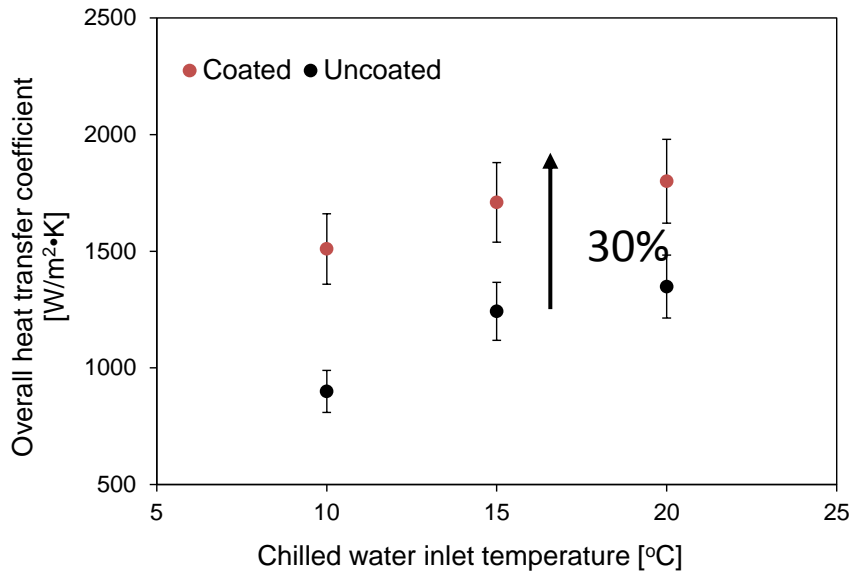 2500
2000
1500
1000
500
5
10
15
20
25
Coated
Uncoated
30%
Overall heat transfer coefficient
[W/m²•K]
Chilled water inlet temperature [ºC]